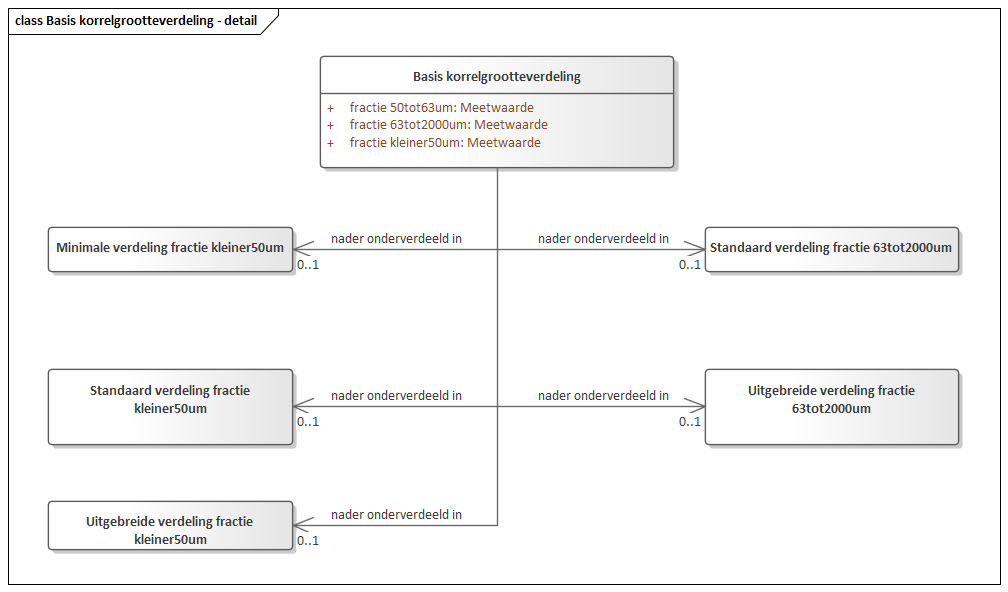 class Basis korrelgrootteverdeling - detail
Basis korrelgrootteverdeling
+ fractie 50tot63um: Meetwaarde
+ fractie 63tot2000um: Meetwaarde
+ fractie kleiner50um: Meetwaarde
Minimale verdeling fractie kleiner50um
nader onderverdeeld in
0..1
nader onderverdeeld in
0..1
Standaard verdeling fractie 63tot2000um
Standaard verdeling fractie
kleiner50um
nader onderverdeeld in
0..1
nader onderverdeeld in
0..1
Uitgebreide verdeling fractie
63tot2000um
Uitgebreide verdeling fractie
kleiner50um
nader onderverdeeld in
0..1